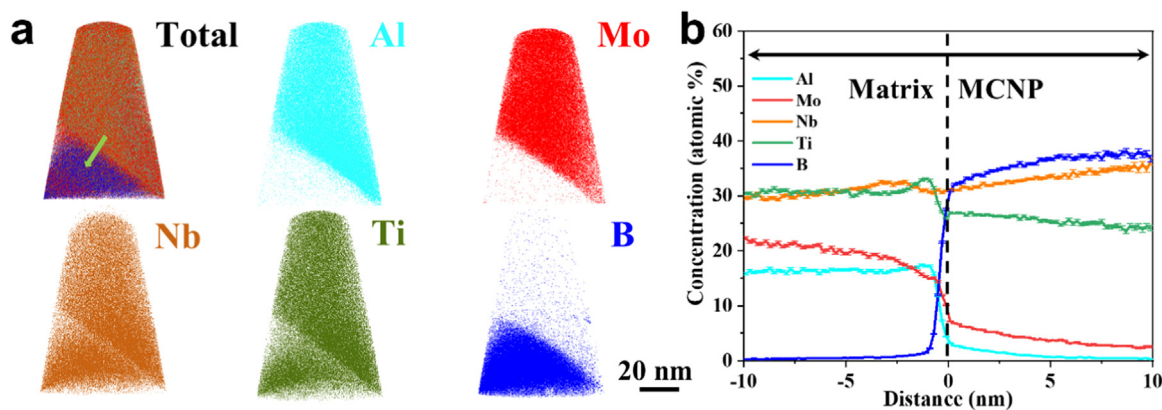 a
Total
Al
Mo
Nb
Ti
B
20 nm
b
Concentration (atomic %)
60
50
40
30
20
10
0
Matrix
MCNP
Al
Mo
Nb
Ti
B
-10
-5
0
5
10
Distance (nm)